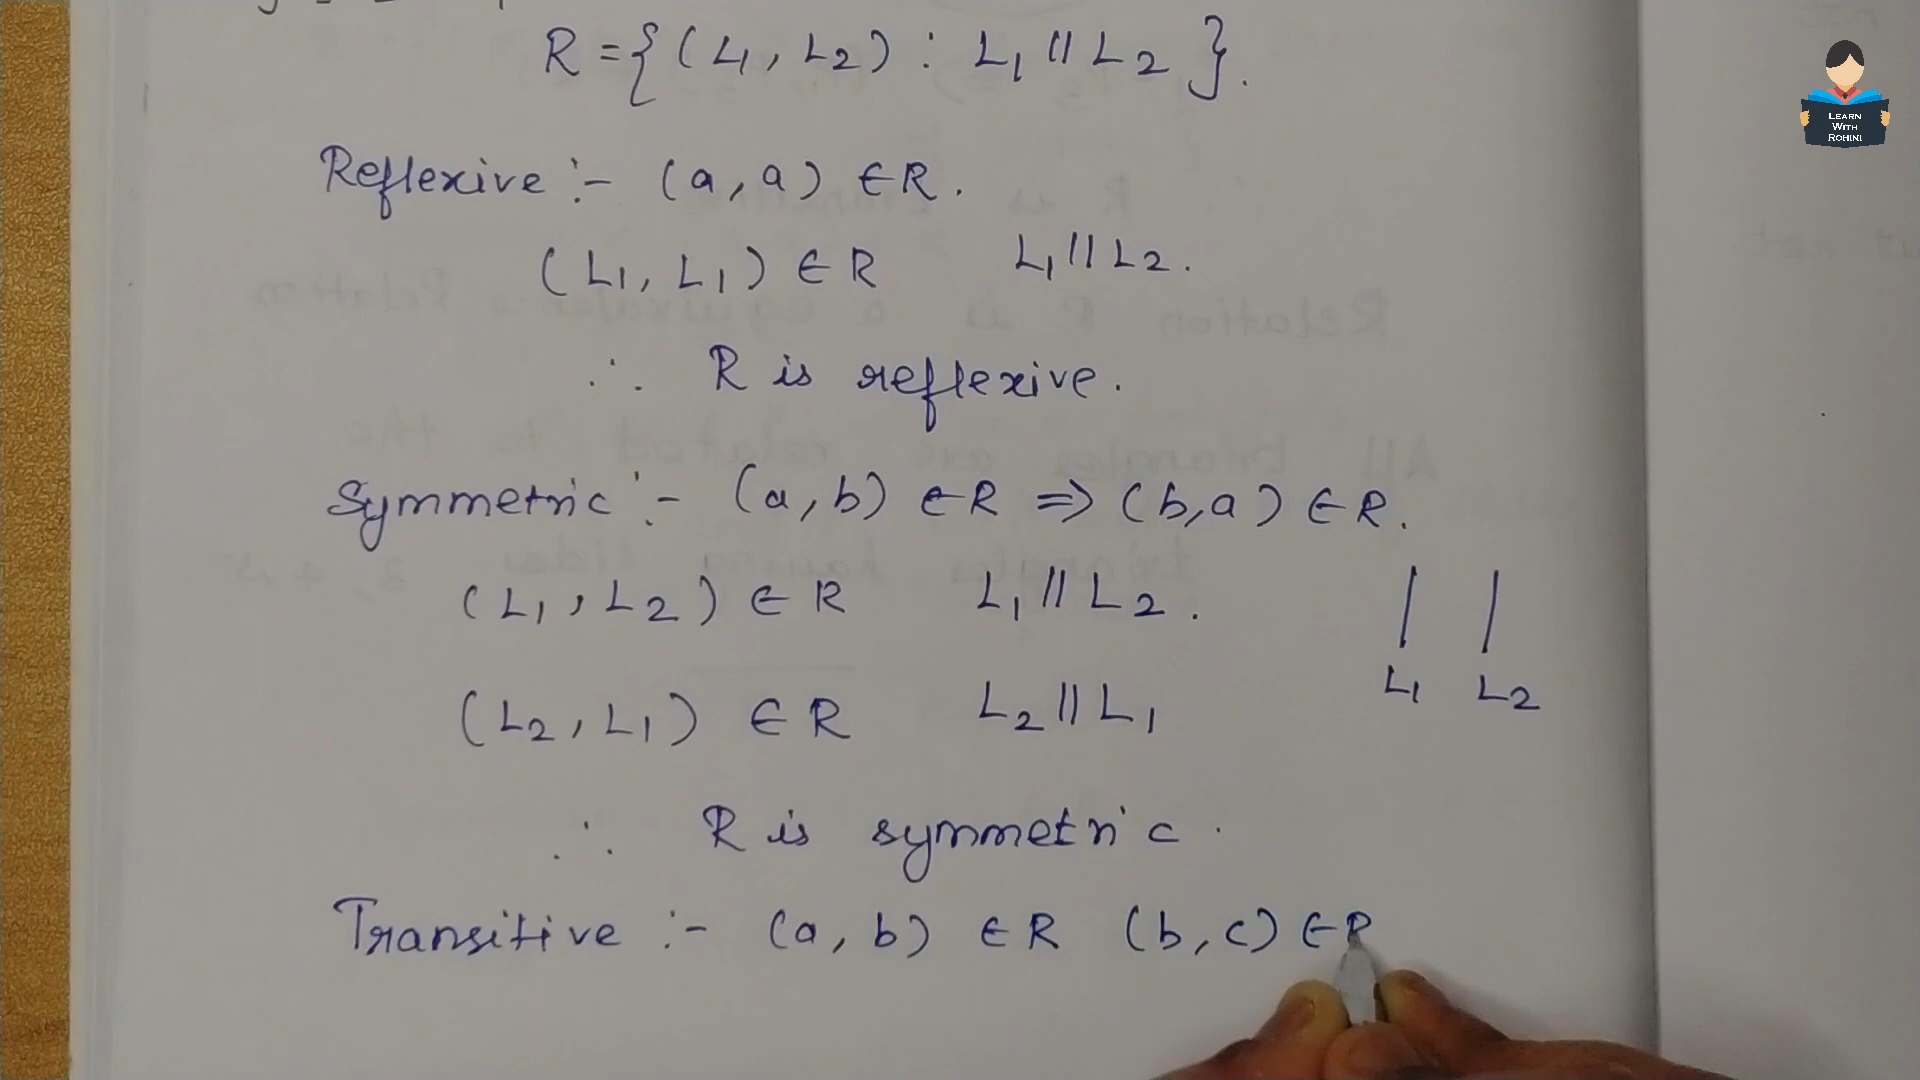 R = { (L1, L2) : L1 || L2 }.
Reflexive :- (a, a) ∈ R.
(L1, L1) ∈ R L1 || L2.
∴ R is reflexive.
Symmetric :- (a, b) ∈ R ⇒ (b, a) ∈ R.
(L1, L2) ∈ R L1 || L2.
L1 L2
(L2, L1) ∈ R L2 || L1
∴ R is symmetric.
Transitive :- (a, b) ∈ R (b, c) ∈ R
LEARN
WITH
ROHINI